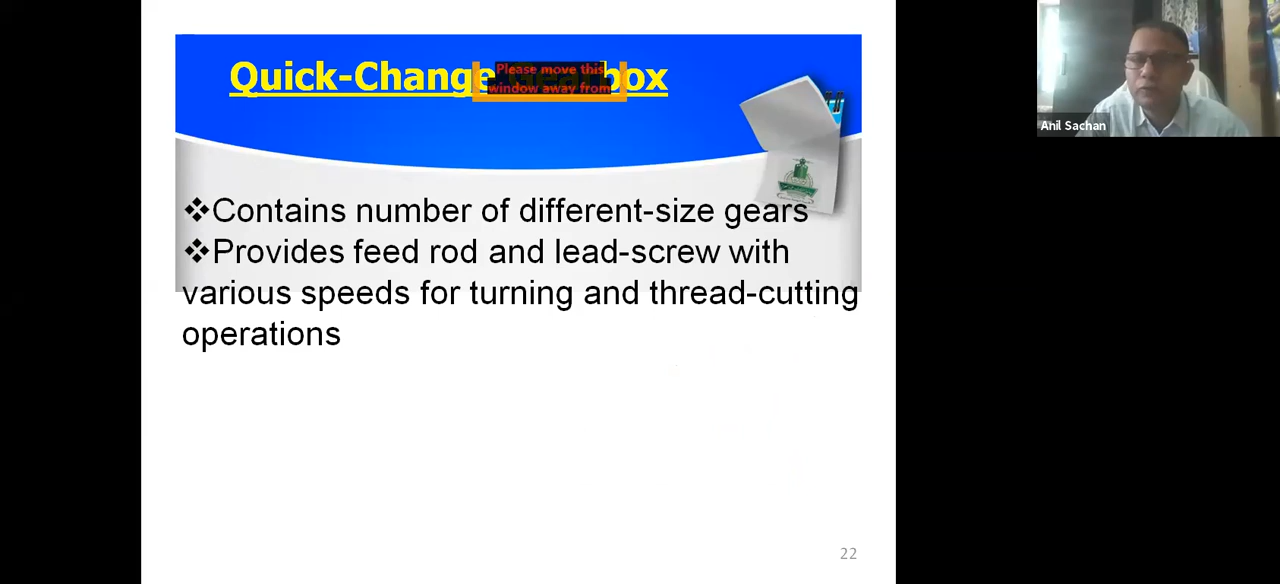 Quick-Change Gearbox
Please move this
window away from
Anil Sachan
❖Contains number of different-size gears
❖Provides feed rod and lead-screw with
various speeds for turning and thread-cutting
operations
22